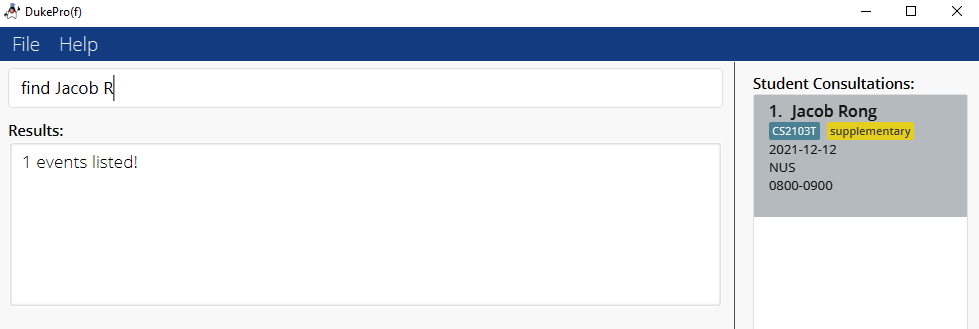 DukePro(f)
File Help
find Jacob R
Results:
1 events listed!
Student Consultations:
1. Jacob Rong
CS2103T supplementary
2021-12-12
NUS
0800-0900